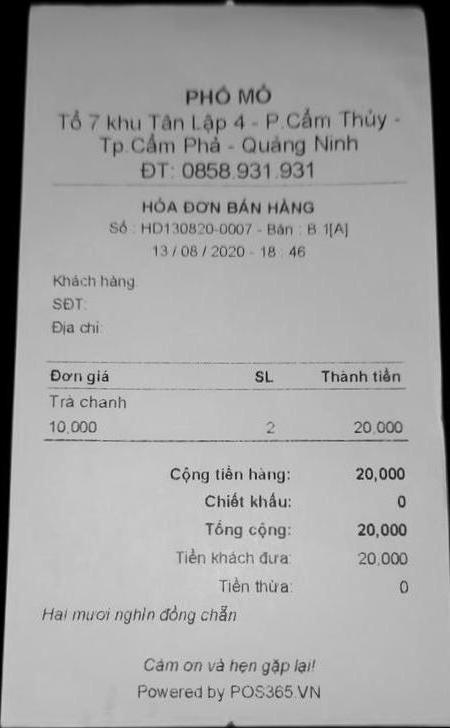 PHỐ MỎ
Tổ 7 khu Tân Lập 4 - P.Cẩm Thủy -
Tp.Cẩm Phả - Quảng Ninh
ĐT: 0858.931.931
HÓA ĐƠN BÁN HÀNG
Số : HD130820-0007 - Bàn : B 1[A]
13 / 08 / 2020 - 18 : 46
Khách hàng:
SĐT:
Địa chỉ:
Đơn giá SL Thành tiền
Trà chanh
10,000 2 20,000
Cộng tiền hàng: 20,000
Chiết khấu: 0
Tổng cộng: 20,000
Tiền khách đưa: 20,000
Tiền thừa: 0
Hai mươi nghìn đồng chẵn
Cảm ơn và hẹn gặp lại!
Powered by POS365.VN